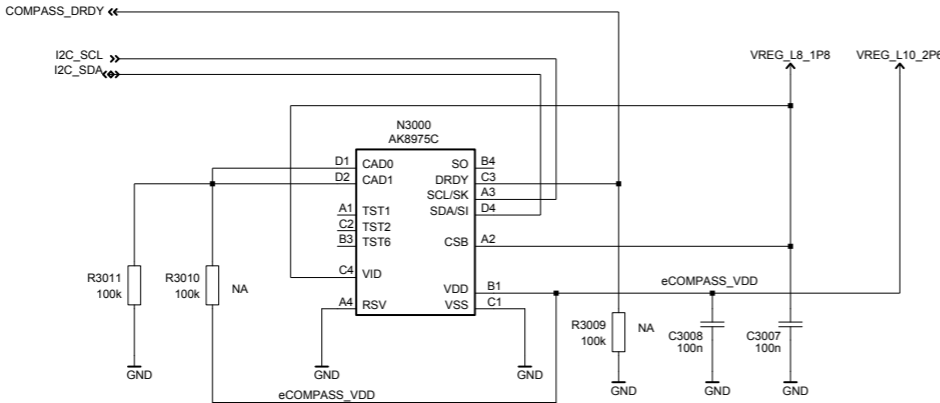 COMPASS_DRDY
I2C_SCL
I2C_SDA
VREG_L8_1P8
VREG_L10_2P6
N3000
AK8975C
D1 CAD0 SO B4
D2 CAD1 DRDY C3
SCL/SK A3
A1 TST1 SDA/SI D4
C2 TST2
B3 TST6 CSB A2
C4 VID
VDD B1
A4 RSV VSS C1
eCOMPASS_VDD
R3011
100k
R3010
100k
NA
R3009
100k
NA
C3008
100n
C3007
100n
GND
GND
GND
GND
GND
GND
eCOMPASS_VDD